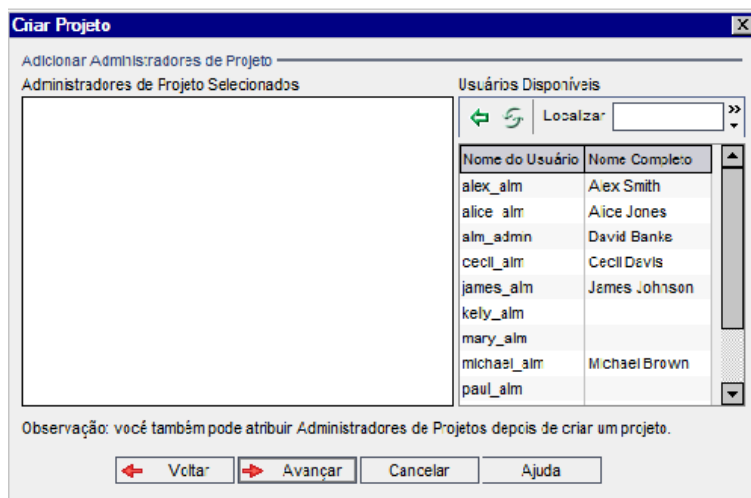 Criar Projeto
Adicionar Administradores de Projeto
Administradores de Projeto Selecionados
Usuários Disponíveis
Localizar
Nome do Usuário Nome Completo
alex_alm Alex Smith
alice_alm Alice Jones
alm_admin David Banks
cecil_alm Cecil Davis
james_alm James Johnson
kelly_alm
mary_alm
michael_alm Michael Brown
paul_alm
Observação: você também pode atribuir Administradores de Projetos depois de criar um projeto.
Voltar Avançar Cancelar Ajuda